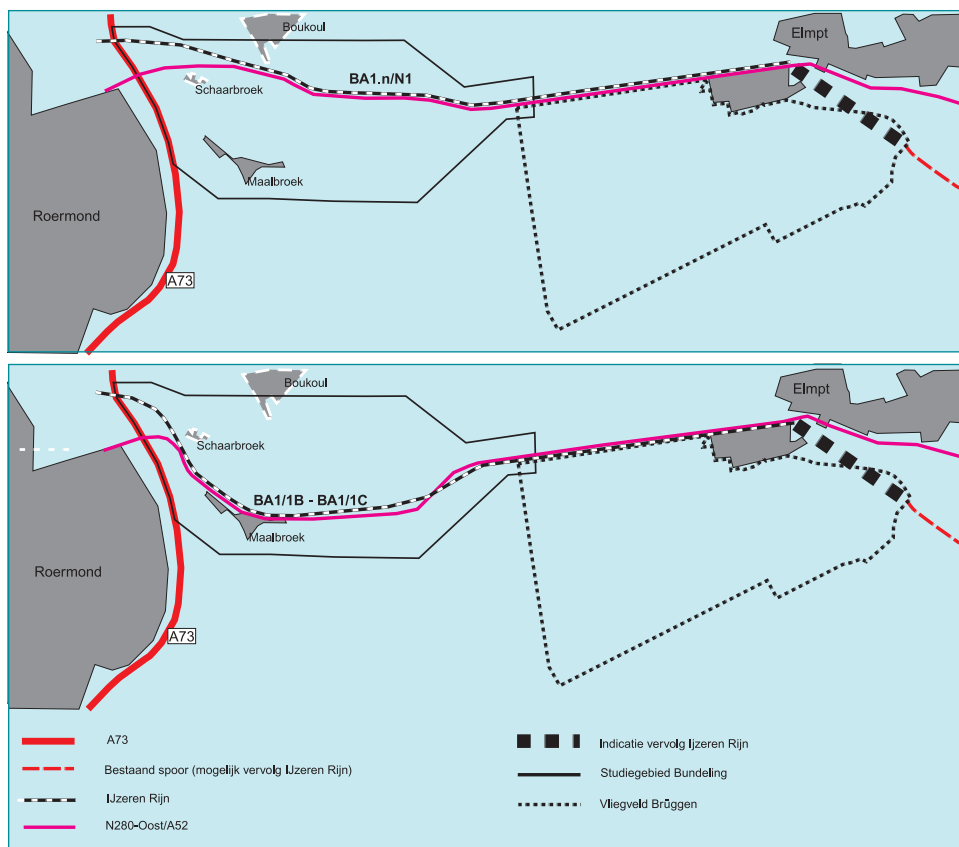 Boukoul
Elmpt
BA1.n/N1
Schaarbroek
Maalbroek
Roermond
A73
Elmpt
Boukoul
Schaarbroek
BA1/1B - BA1/1C
Maalbroek
Roermond
A73
A73
Bestaand spoor (mogelijk vervolg IJzeren Rijn)
IJzeren Rijn
N280-Oost/A52
Indicatie vervolg Ijzeren Rijn
Studiegebied Bundeling
Vliegveld Brüggen